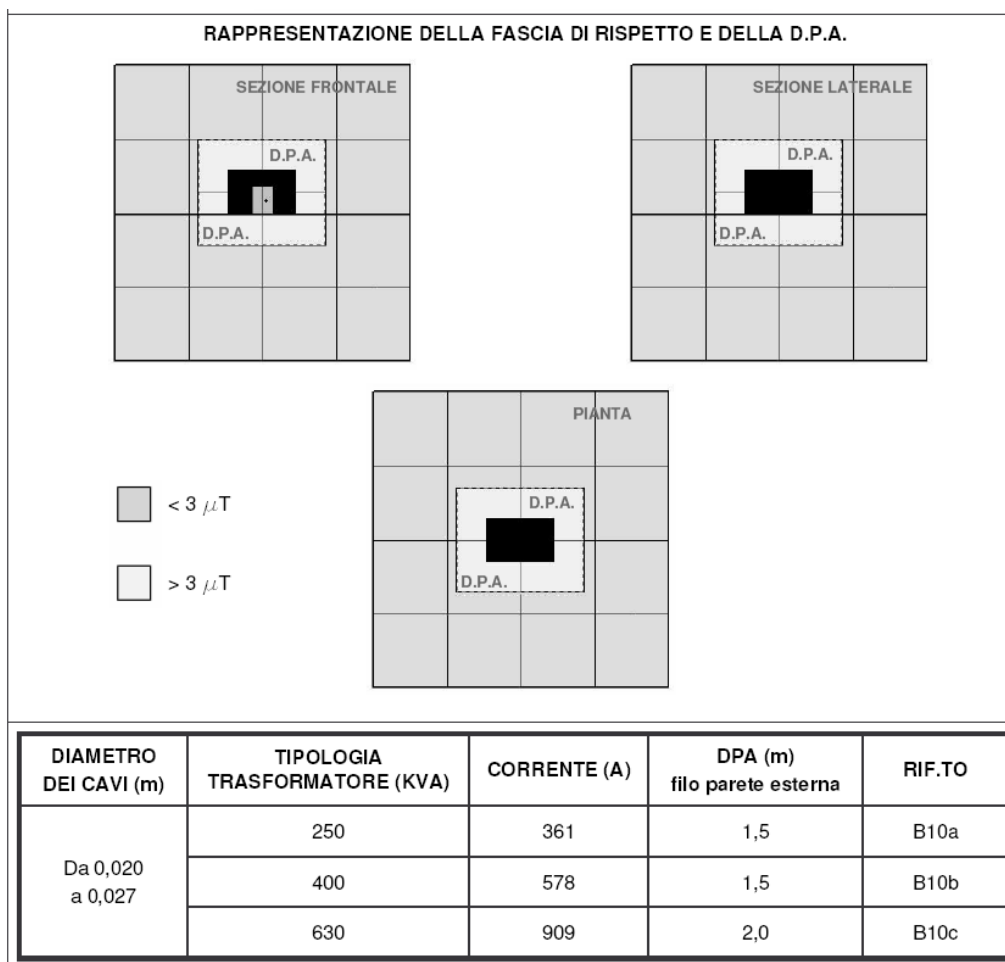 RAPPRESENTAZIONE DELLA FASCIA DI RISPETTO E DELLA D.P.A.
SEZIONE FRONTALE
D.P.A.
D.P.A.
SEZIONE LATERALE
D.P.A.
D.P.A.
PIANTA
D.P.A.
D.P.A.
< 3 μT
> 3 μT
DIAMETRO
DEI CAVI (m)
TIPOLOGIA
TRASFORMATORE (KVA)
CORRENTE (A)
DPA (m)
filo parete esterna
RIF.TO
Da 0,020
a 0,027
250
361
1,5
B10a
400
578
1,5
B10b
630
909
2,0
B10c